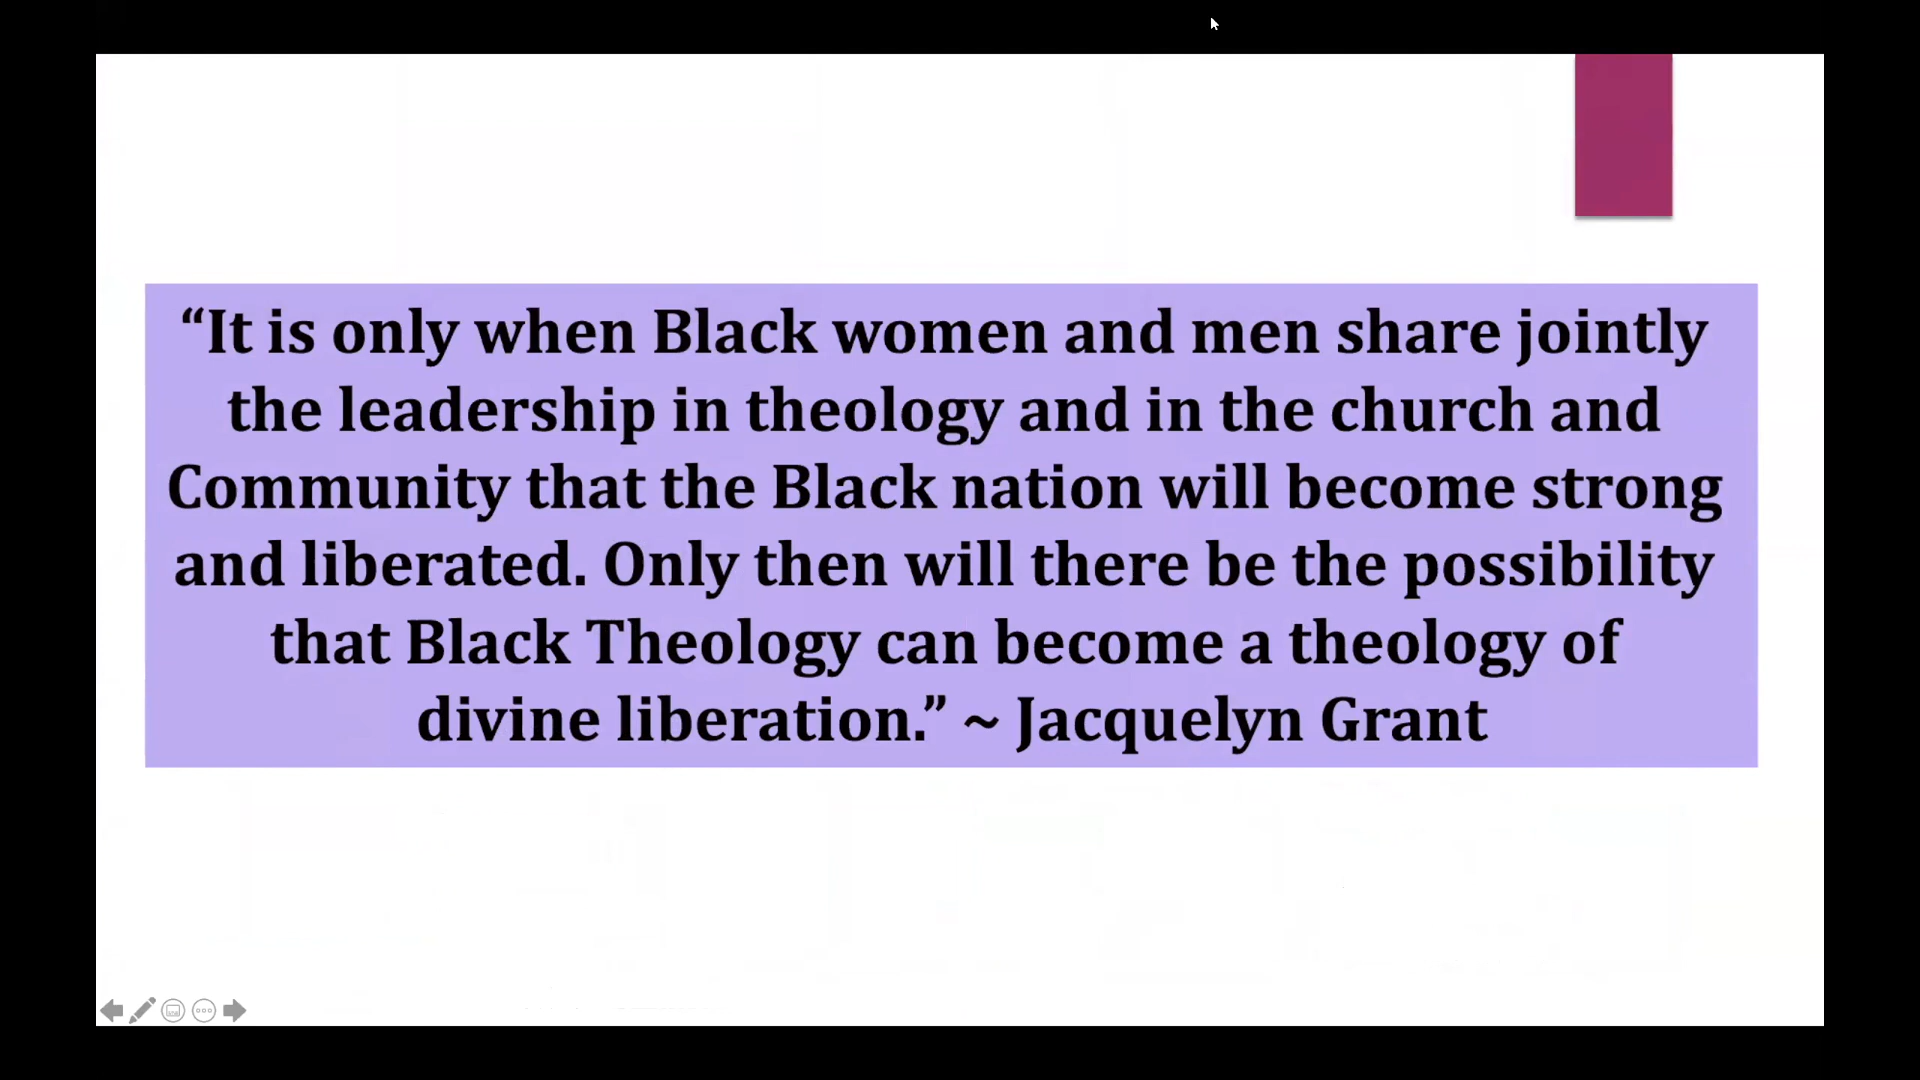 “It is only when Black women and men share jointly
the leadership in theology and in the church and
Community that the Black nation will become strong
and liberated. Only then will there be the possibility
that Black Theology can become a theology of
divine liberation.” ~ Jacquelyn Grant